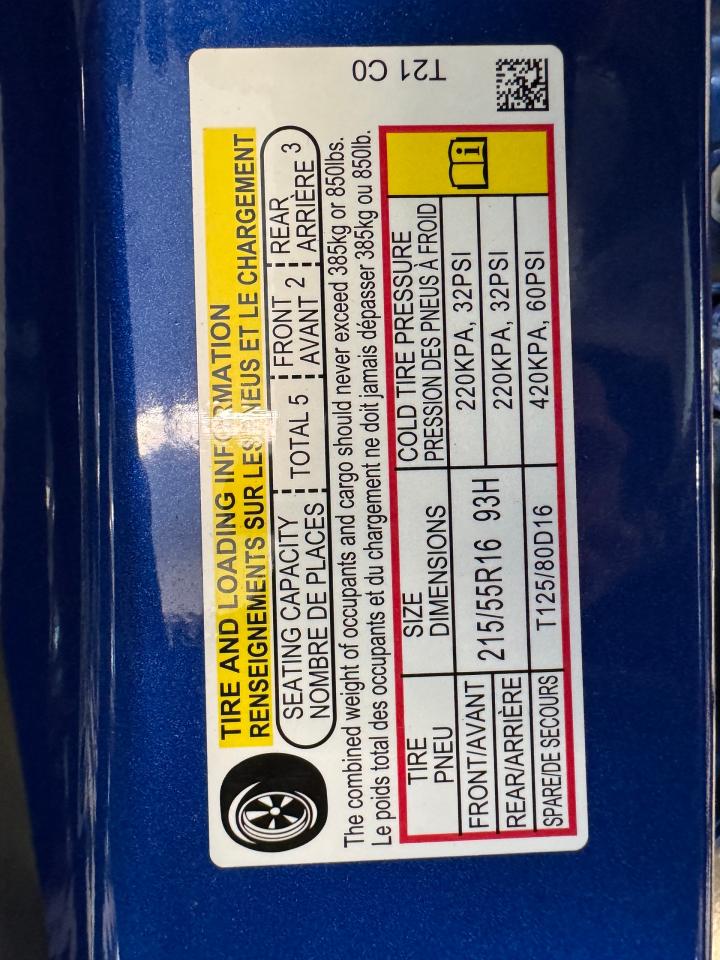 TIRE AND LOADING INFORMATION
RENSEIGNEMENTS SUR LES PNEUS ET LE CHARGEMENT
SEATING CAPACITY TOTAL 5 FRONT 2 REAR 3
NOMBRE DE PLACES AVANT ARRIÈRE
The combined weight of occupants and cargo should never exceed 385kg or 850lbs.
Le poids total des occupants et du chargement ne doit jamais dépasser 385kg ou 850lb.
TIRE SIZE COLD TIRE PRESSURE
PNEU DIMENSIONS PRESSION DES PNEUS À FROID
FRONT/AVANT 215/55R16 93H 220KPA, 32PSI
REAR/ARRIÈRE 220KPA, 32PSI
SPARE/DE SECOURS T125/80D16 420KPA, 60PSI
T21 C0